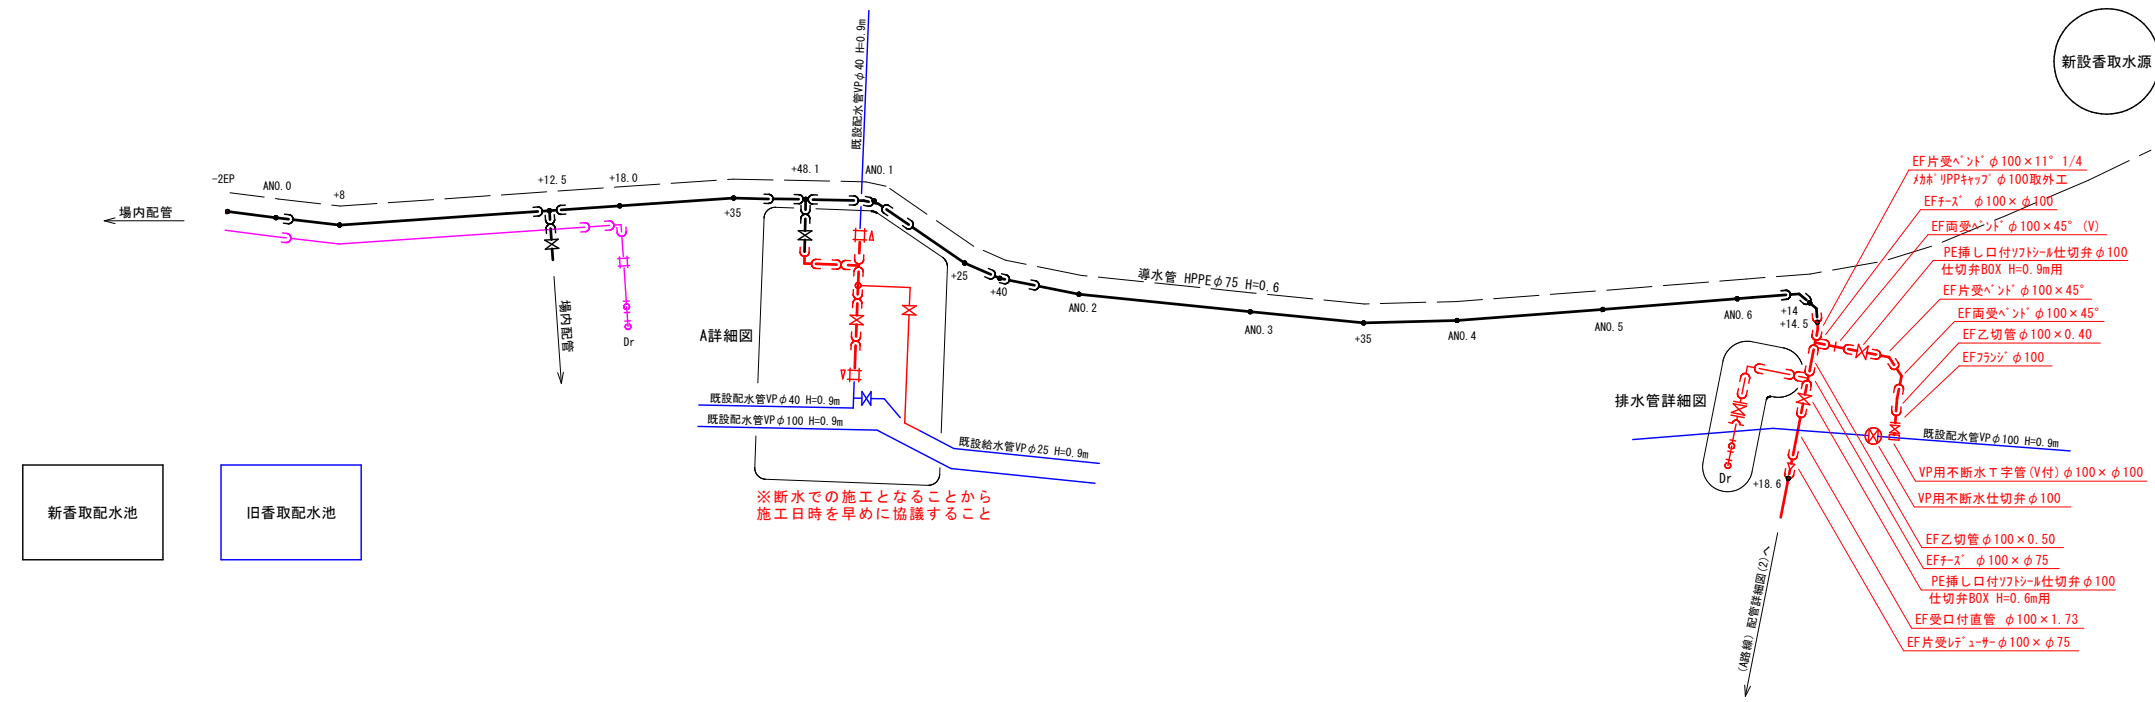 既設配水管VPφ40 H=0.9m
新設香取水源
-2EP
AN0.0
+8
+12.5
+18.0
+35
+48.1
AN0.1
場内配管
場内配管
Dr
A詳細図
+25
+40
AN0.2
導水管 HPPEφ75 H=0.6
AN0.3
+35
AN0.4
AN0.5
AN0.6
+14
+14.5
EF片受ベンドφ100×11° 1/4
メカポリPPキャップφ100取外工
EFチーズ φ100×φ100
EF両受ベンドφ100×45° (V)
PE挿し口付ソフトシール仕切弁φ100
仕切弁BOX H=0.9m用
EF片受ベンドφ100×45°
EF両受ベンドφ100×45°
EF乙切管φ100×0.40
EFフランジφ100
排水管詳細図
既設配水管VPφ40 H=0.9m
既設配水管VPφ100 H=0.9m
既設給水管VPφ25 H=0.9m
既設配水管VPφ100 H=0.9m
※断水での施工となることから
施工日時を早めに協議すること
Dr
+18.6
VP用不断水T字管(V付)φ100×φ100
VP用不断水仕切弁φ100
EF乙切管φ100×0.50
EFチーズ φ100×φ75
PE挿し口付ソフトシール仕切弁φ100
仕切弁BOX H=0.6m用
EF受口付直管 φ100×1.73
EF片受レデューサーφ100×φ75
(A路線) 配管詳細図(2)へ
新香取配水池
旧香取配水池